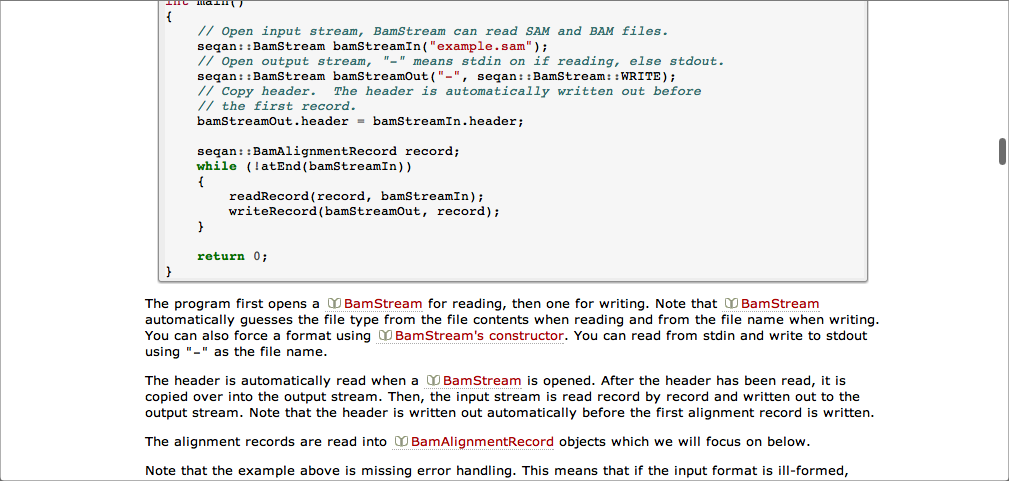 int main()
{
// Open input stream, BamStream can read SAM and BAM files.
seqan::BamStream bamStreamIn("example.sam");
// Open output stream, "-" means stdin on if reading, else stdout.
seqan::BamStream bamStreamOut("-", seqan::BamStream::WRITE);
// Copy header.  The header is automatically written out before
// the first record.
bamStreamOut.header = bamStreamIn.header;
seqan::BamAlignmentRecord record;
while (!atEnd(bamStreamIn))
{
readRecord(record, bamStreamIn);
writeRecord(bamStreamOut, record);
}
return 0;
}
The program first opens a BamStream for reading, then one for writing. Note that BamStream
automatically guesses the file type from the file contents when reading and from the file name when writing.
You can also force a format using BamStream's constructor. You can read from stdin and write to stdout
using "-" as the file name.
The header is automatically read when a BamStream is opened. After the header has been read, it is
copied over into the output stream. Then, the input stream is read record by record and written out to the
output stream. Note that the header is written out automatically before the first alignment record is written.
The alignment records are read into BamAlignmentRecord objects which we will focus on below.
Note that the example above is missing error handling. This means that if the input format is ill-formed,